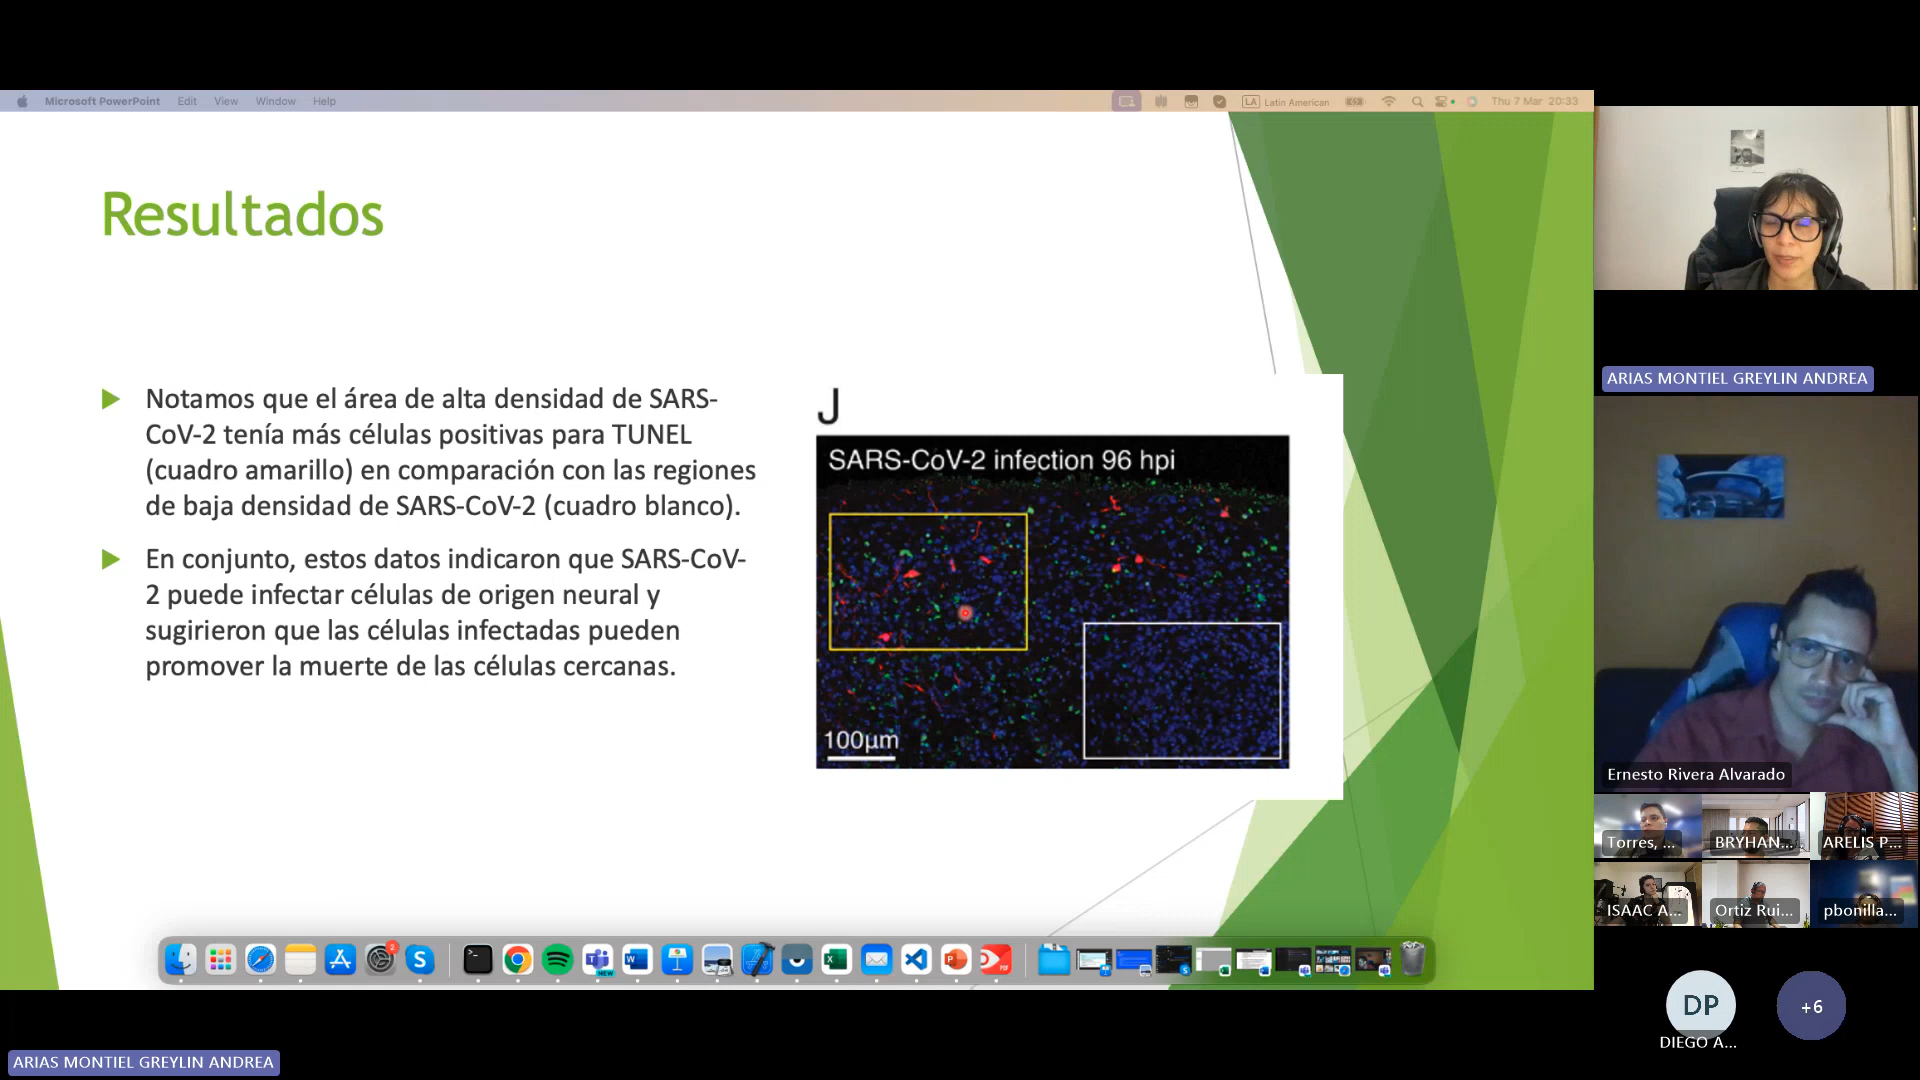 Microsoft PowerPoint Edit View Window Help
LA Latin American Thu 7 Mar 20:33
Resultados
Notamos que el área de alta densidad de SARS-
CoV-2 tenía más células positivas para TUNEL
(cuadro amarillo) en comparación con las regiones
de baja densidad de SARS-CoV-2 (cuadro blanco).
En conjunto, estos datos indicaron que SARS-CoV-
2 puede infectar células de origen neural y
sugirieron que las células infectadas pueden
promover la muerte de las células cercanas.
J
SARS-CoV-2 infection 96 hpi
100µm
2
NEW
ARIAS MONTIEL GREYLIN ANDREA
Ernesto Rivera Alvarado
Torres, ...
BRYHAN...
ARELIS P...
ISAAC A...
Ortiz Rui...
pbonilla...
DP
+6
DIEGO A...
ARIAS MONTIEL GREYLIN ANDREA